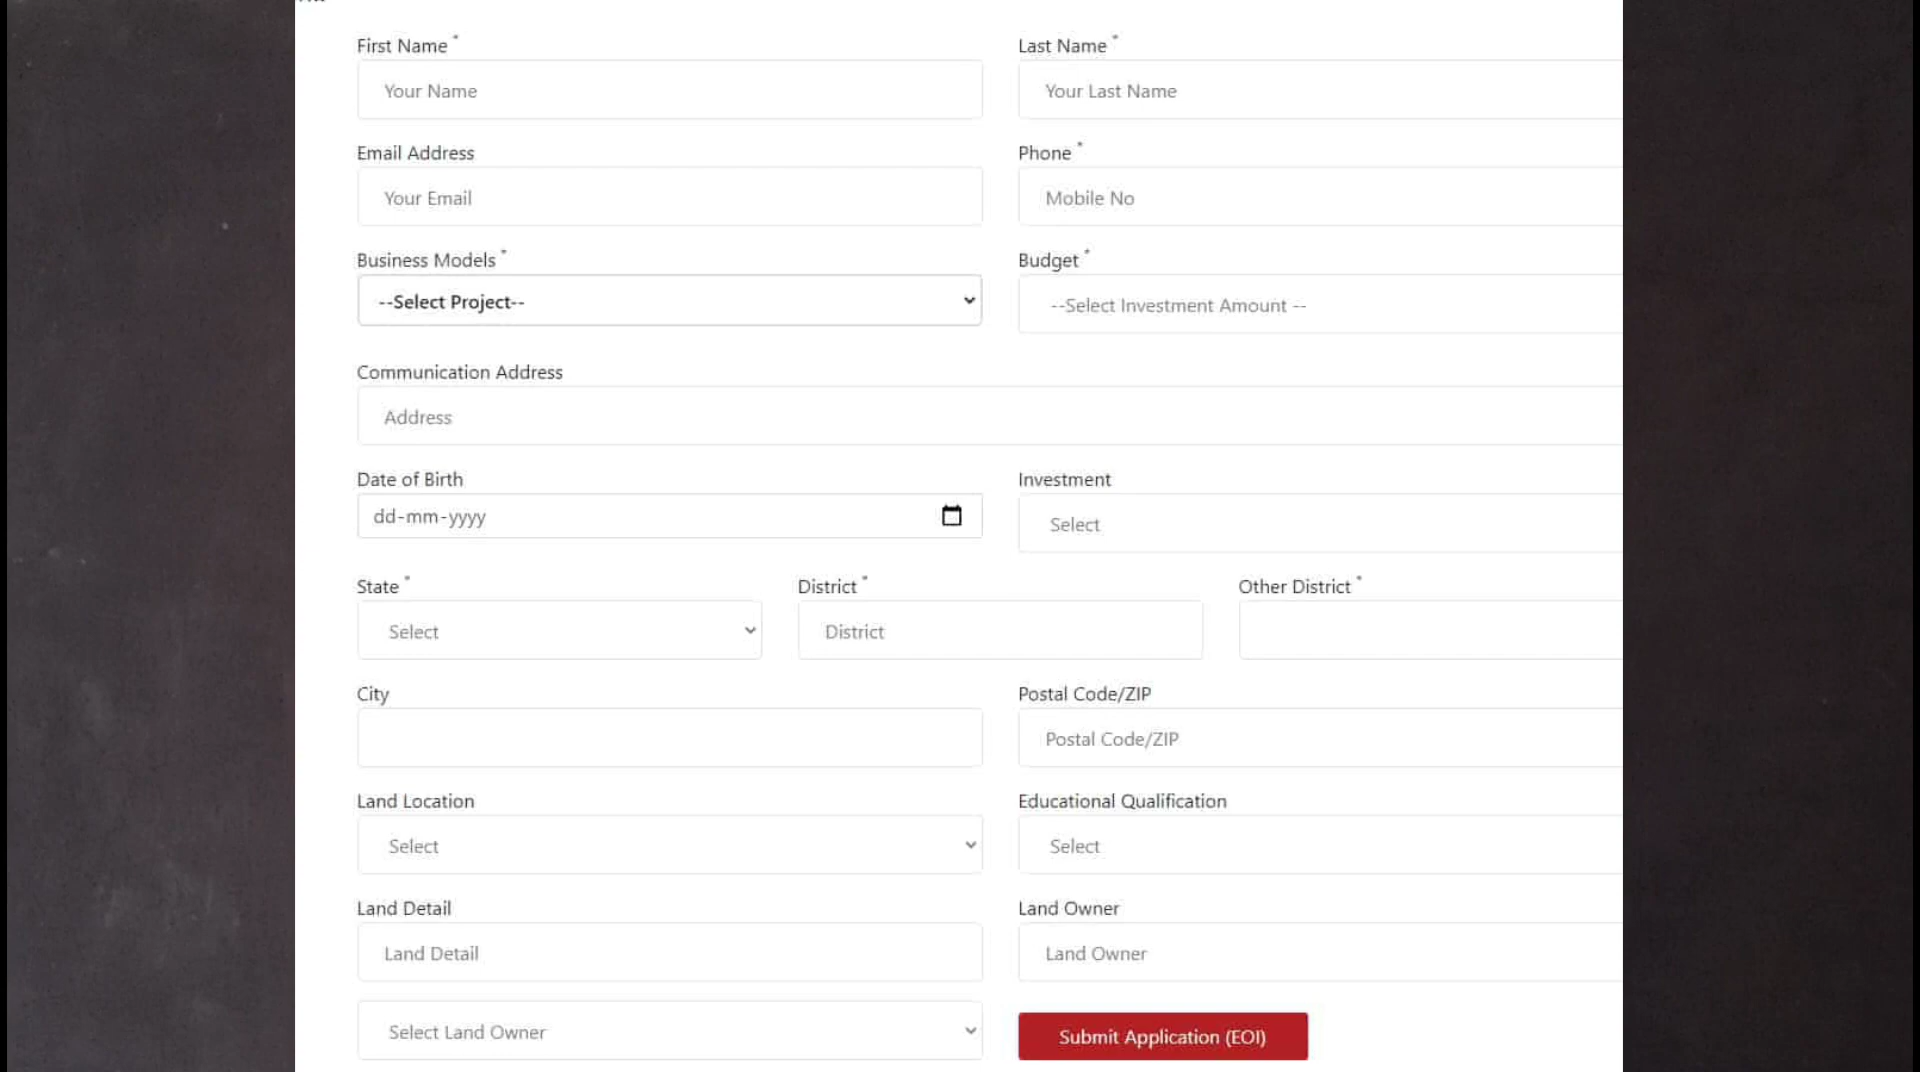 First Name * Last Name *
Your Name Your Last Name
Email Address Phone *
Your Email Mobile No
Business Models * Budget *
--Select Project-- --Select Investment Amount --
Communication Address
Address
Date of Birth Investment
dd-mm-yyyy Select
State * District * Other District *
Select District
City Postal Code/ZIP
Postal Code/ZIP
Land Location Educational Qualification
Select Select
Land Detail Land Owner
Land Detail Land Owner
Select Land Owner Submit Application (EOI)